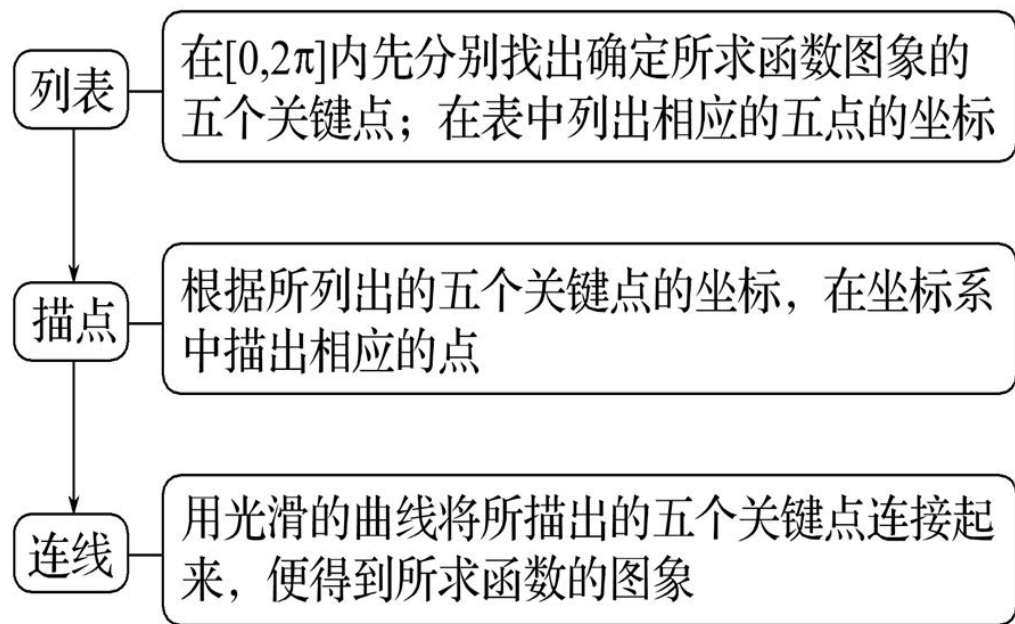 列表
在[0,2π]内先分别找出确定所求函数图象的
五个关键点；在表中列出相应的五点的坐标
描点
根据所列出的五个关键点的坐标，在坐标系
中描出相应的点
连线
用光滑的曲线将所描出的五个关键点连接起
来，便得到所求函数的图象